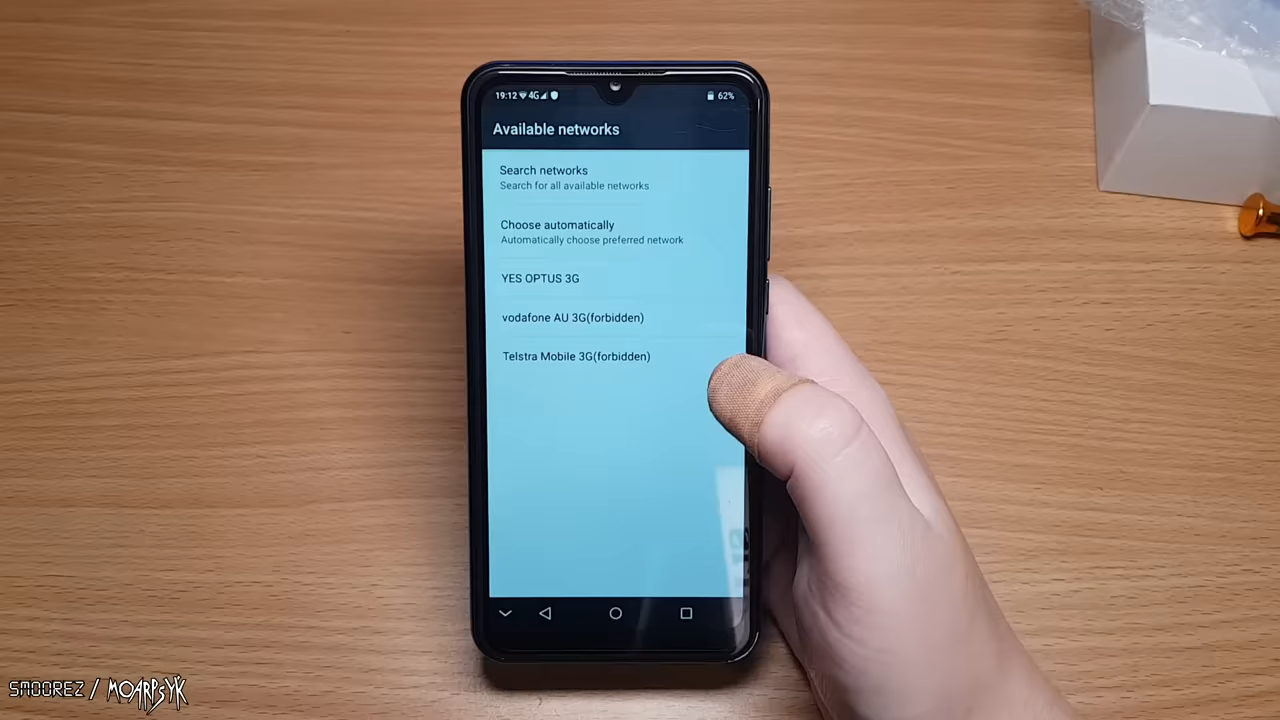 19:12 4G 62%
Available networks
Search networks
Search for all available networks
Choose automatically
Automatically choose preferred network
YES OPTUS 3G
vodafone AU 3G(forbidden)
Telstra Mobile 3G(forbidden)
SMOOREZ / MOARPSYK